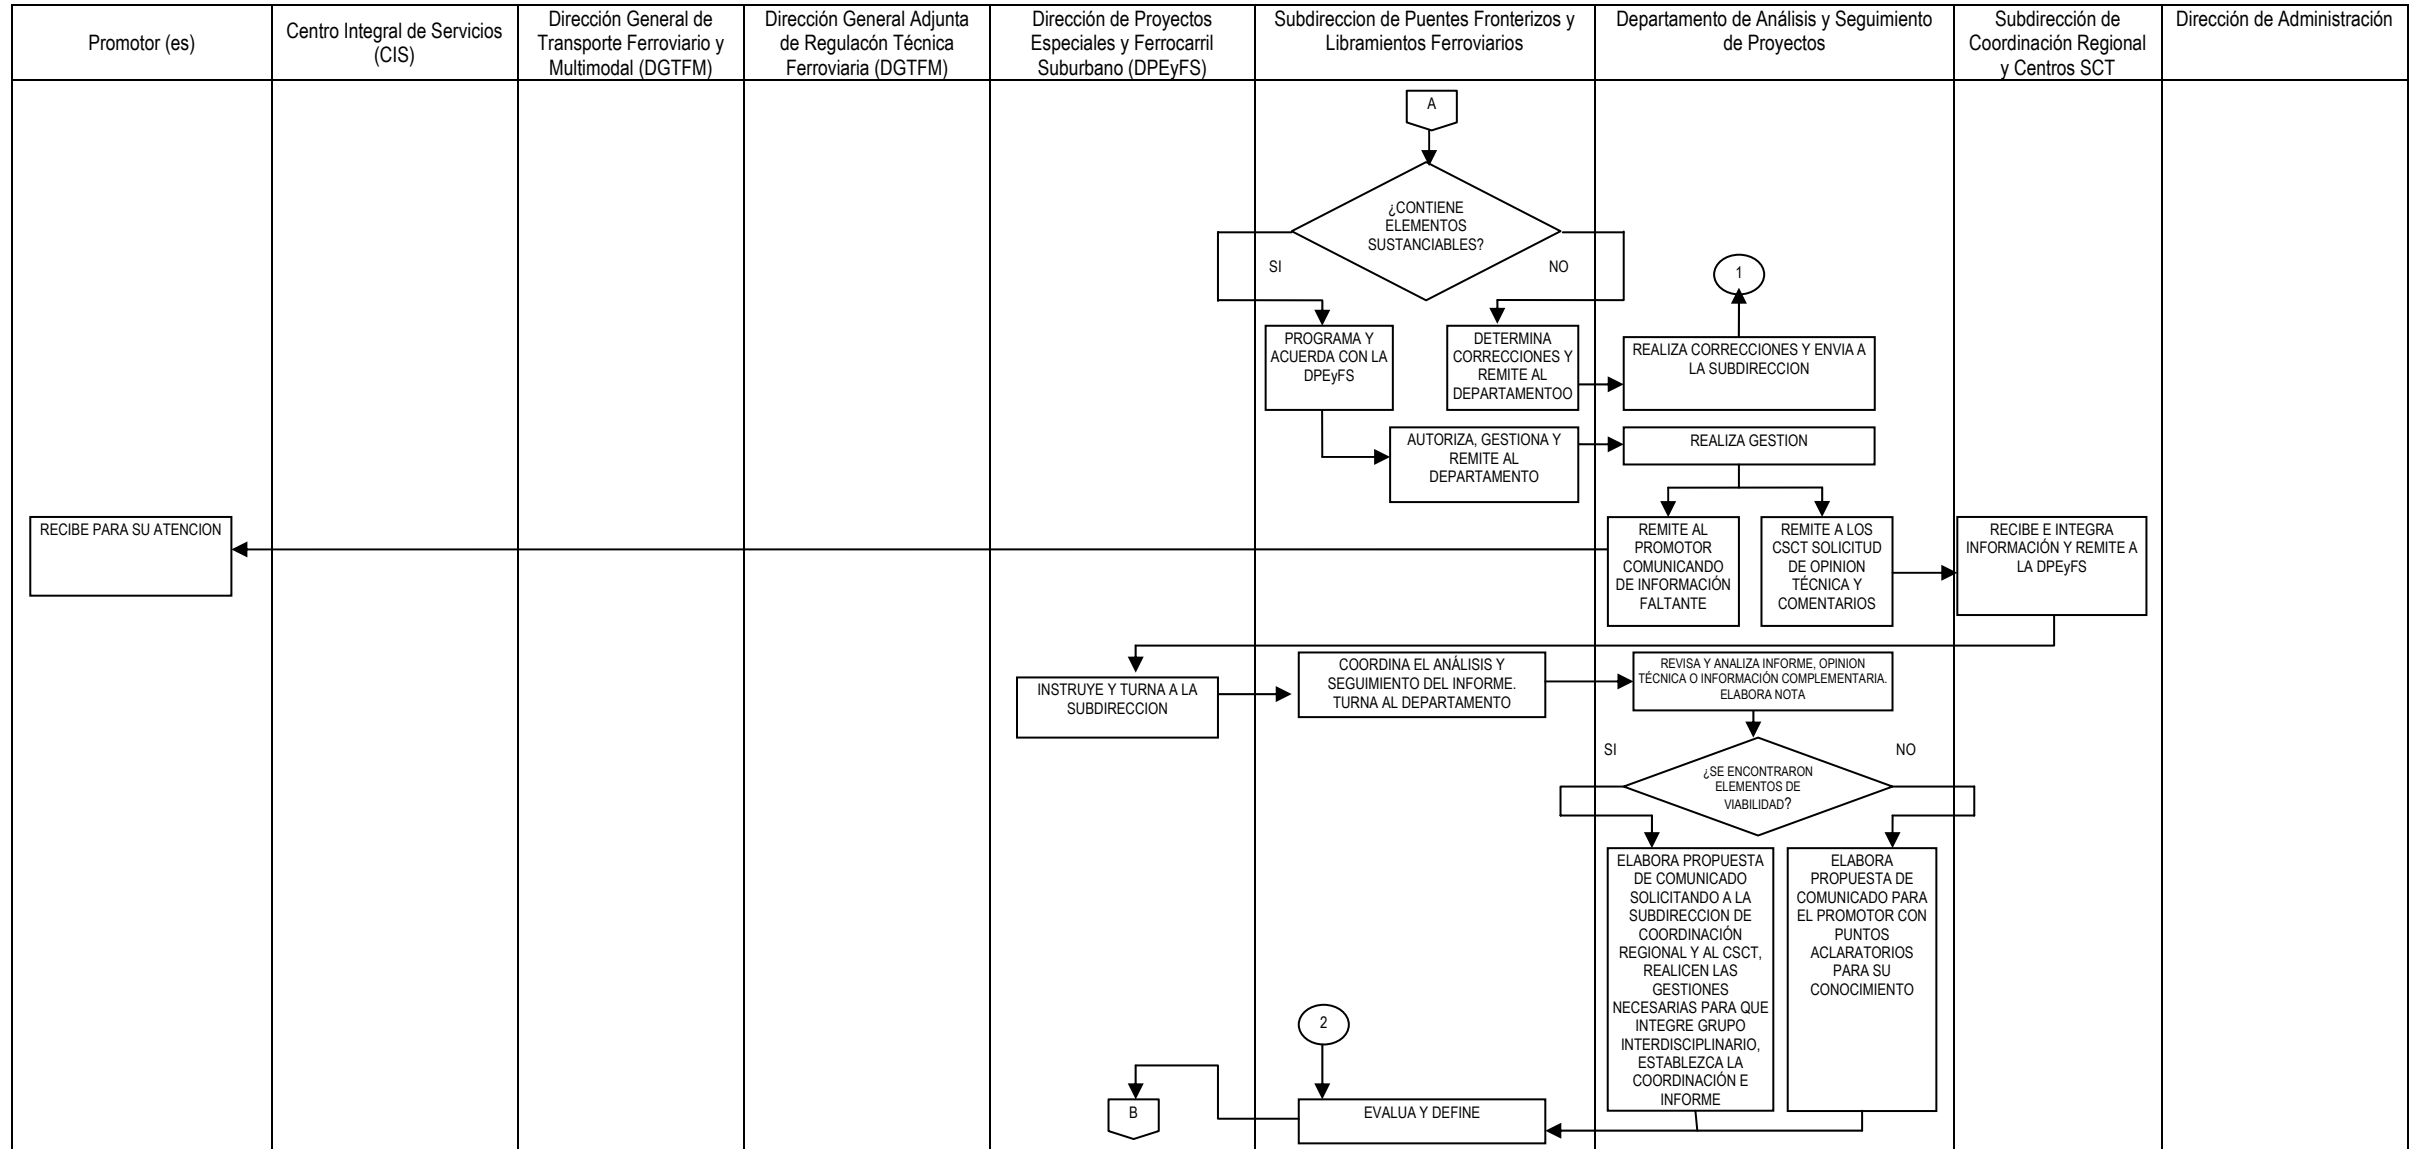 Promotor (es)
Centro Integral de Servicios
(CIS)
Dirección General de
Transporte Ferroviario y
Multimodal (DGTFM)
Dirección General Adjunta
de Regulacón Técnica
Ferroviaria (DGTFM)
Dirección de Proyectos
Especiales y Ferrocarril
Suburbano (DPEyFS)
Subdireccion de Puentes Fronterizos y
Libramientos Ferroviarios
Departamento de Análisis y Seguimiento
de Proyectos
Subdirección de
Coordinación Regional
y Centros SCT
Dirección de Administración
A
¿CONTIENE
ELEMENTOS
SUSTANCIABLES?
SI
NO
1
PROGRAMA Y
ACUERDA CON LA
DPEyFS
DETERMINA
CORRECCIONES Y
REMITE AL
DEPARTAMENTOO
REALIZA CORRECCIONES Y ENVIA A
LA SUBDIRECCION
AUTORIZA, GESTIONA Y
REMITE AL
DEPARTAMENTO
REALIZA GESTION
RECIBE PARA SU ATENCION
REMITE AL
PROMOTOR
COMUNICANDO
DE INFORMACIÓN
FALTANTE
REMITE A LOS
CSCT SOLICITUD
DE OPINION
TÉCNICA Y
COMENTARIOS
RECIBE E INTEGRA
INFORMACIÓN Y REMITE A
LA DPEyFS
INSTRUYE Y TURNA A LA
SUBDIRECCION
COORDINA EL ANÁLISIS Y
SEGUIMIENTO DEL INFORME.
TURNA AL DEPARTAMENTO
REVISA Y ANALIZA INFORME, OPINION
TÉCNICA O INFORMACIÓN COMPLEMENTARIA.
ELABORA NOTA
SI
NO
¿SE ENCONTRARON
ELEMENTOS DE
VIABILIDAD?
ELABORA PROPUESTA
DE COMUNICADO
SOLICITANDO A LA
SUBDIRECCION DE
COORDINACIÓN
REGIONAL Y AL CSCT,
REALICEN LAS
GESTIONES
NECESARIAS PARA QUE
INTEGRE GRUPO
INTERDISCIPLINARIO,
ESTABLEZCA LA
COORDINACIÓN E
INFORME
ELABORA
PROPUESTA DE
COMUNICADO PARA
EL PROMOTOR CON
PUNTOS
ACLARATORIOS
PARA SU
CONOCIMIENTO
2
B
EVALUA Y DEFINE